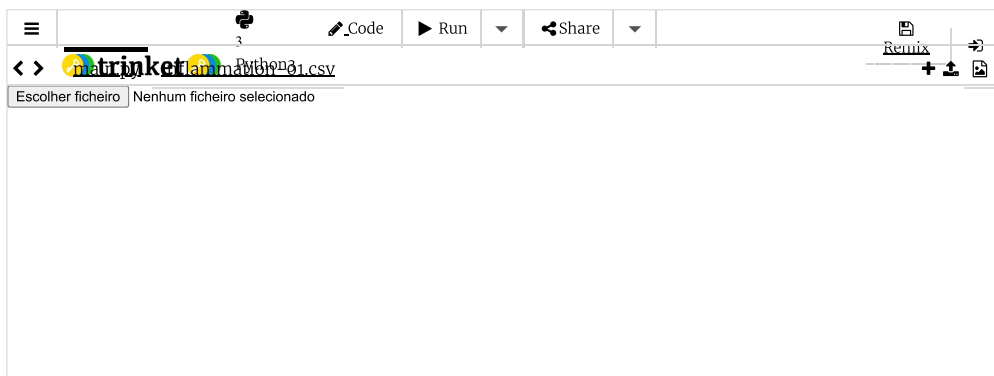 Code Run Share
3
Remix
main.py trinket inflammation-01.csv Python3
Escolher ficheiro Nenhum ficheiro selecionado